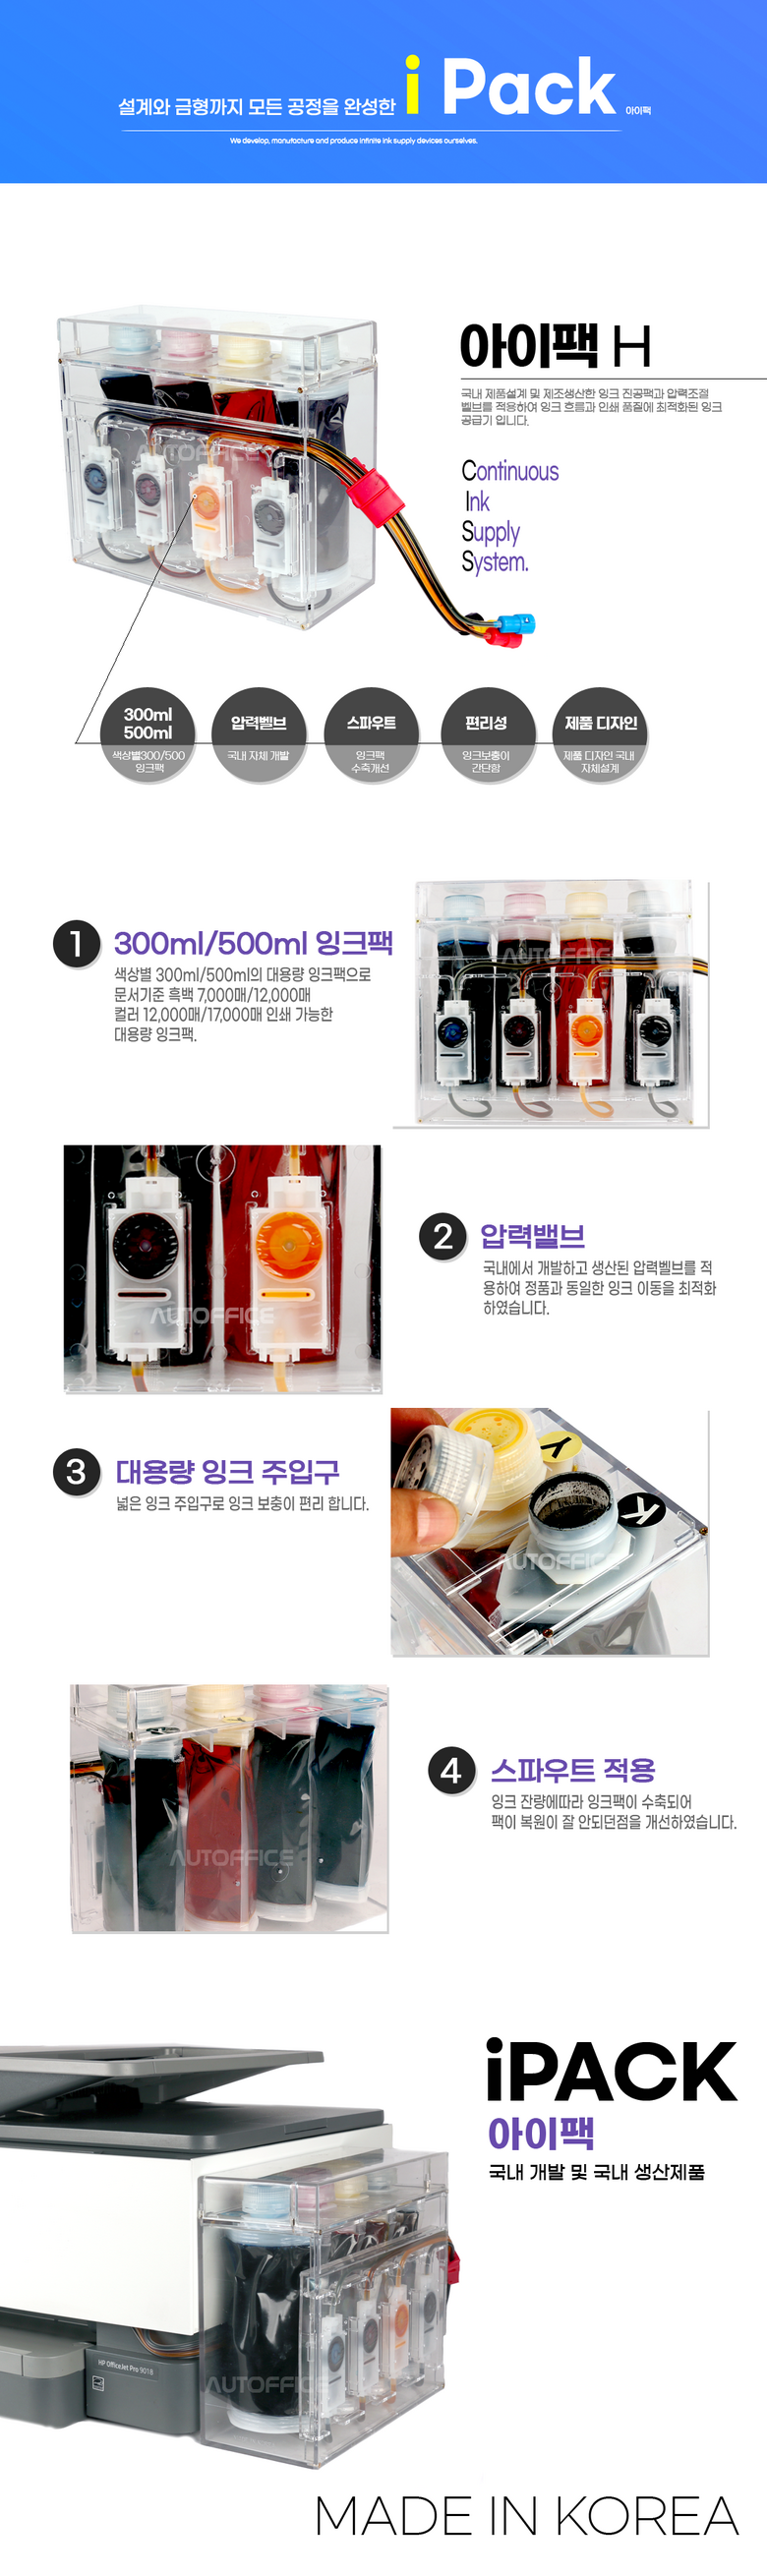 설계와 금형까지 모든 공정을 완성한 i Pack 아이팩
We develop, manufacture and produce infinite ink supply devices ourselves.
아이팩 H
국내 제품설계 및 제조생산한 잉크 진공팩과 압력조절
벨브를 적용하여 잉크 흐름과 인쇄 품질에 최적화된 잉크
공급기 입니다.
AUTOFFICE
Continuous
Ink
Supply
System.
300ml
500ml
색상별300/500
잉크팩
압력벨브
국내 자체 개발
스파우트
잉크팩
수축개선
편리성
잉크보충이
간단함
제품 디자인
제품 디자인 국내
자체설계
1 300ml/500ml 잉크팩
색상별 300ml/500ml의 대용량 잉크팩으로
문서기준 흑백 7,000매/12,000매
컬러 12,000매/17,000매 인쇄 가능한
대용량 잉크팩.
AUTOFFICE
AUTOFFICE
2 압력밸브
국내에서 개발하고 생산된 압력벨브를 적
용하여 정품과 동일한 잉크 이동을 최적화
하였습니다.
3 대용량 잉크 주입구
넓은 잉크 주입구로 잉크 보충이 편리 합니다.
Y
K
AUTOFFICE
AUTOFFICE
4 스파우트 적용
잉크 잔량에따라 잉크팩이 수축되어
팩이 복원이 잘 안되던점을 개선하였습니다.
iPACK
아이팩
국내 개발 및 국내 생산제품
HP OfficeJet Pro 9018
AUTOFFICE
MADE IN KOREA